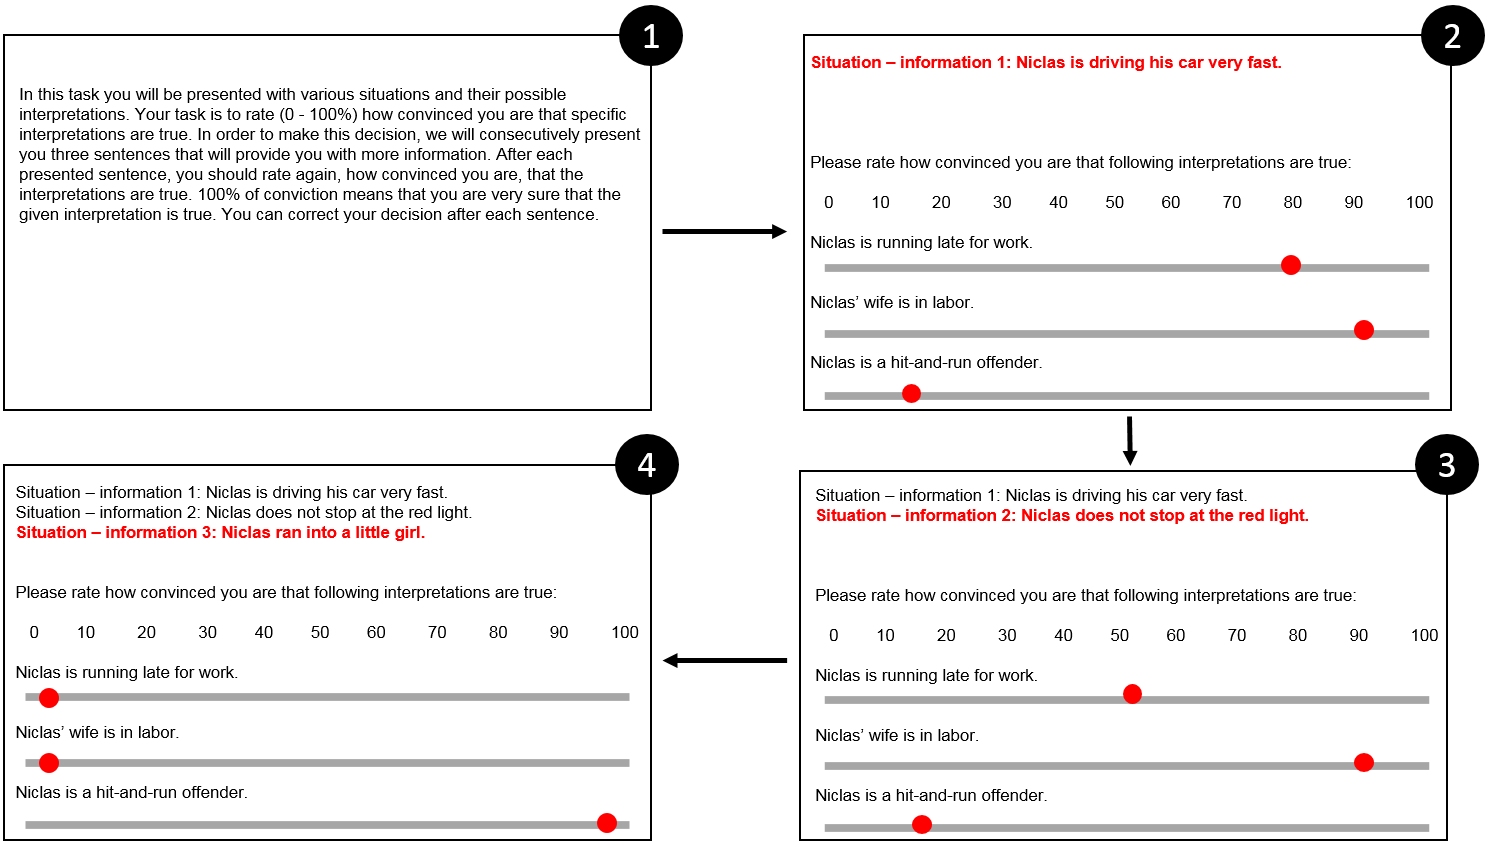 1
In this task you will be presented with various situations and their possible
interpretations. Your task is to rate (0 - 100%) how convinced you are that specific
interpretations are true. In order to make this decision, we will consecutively present
you three sentences that will provide you with more information. After each
presented sentence, you should rate again, how convinced you are, that the
interpretations are true. 100% of conviction means that you are very sure that the
given interpretation is true. You can correct your decision after each sentence.
2
Situation – information 1: Niclas is driving his car very fast.
Please rate how convinced you are that following interpretations are true:
0 10 20 30 40 50 60 70 80 90 100
Niclas is running late for work.
Niclas’ wife is in labor.
Niclas is a hit-and-run offender.
3
Situation – information 1: Niclas is driving his car very fast.
Situation – information 2: Niclas does not stop at the red light.
Please rate how convinced you are that following interpretations are true:
0 10 20 30 40 50 60 70 80 90 100
Niclas is running late for work.
Niclas’ wife is in labor.
Niclas is a hit-and-run offender.
4
Situation – information 1: Niclas is driving his car very fast.
Situation – information 2: Niclas does not stop at the red light.
Situation – information 3: Niclas ran into a little girl.
Please rate how convinced you are that following interpretations are true:
0 10 20 30 40 50 60 70 80 90 100
Niclas is running late for work.
Niclas’ wife is in labor.
Niclas is a hit-and-run offender.